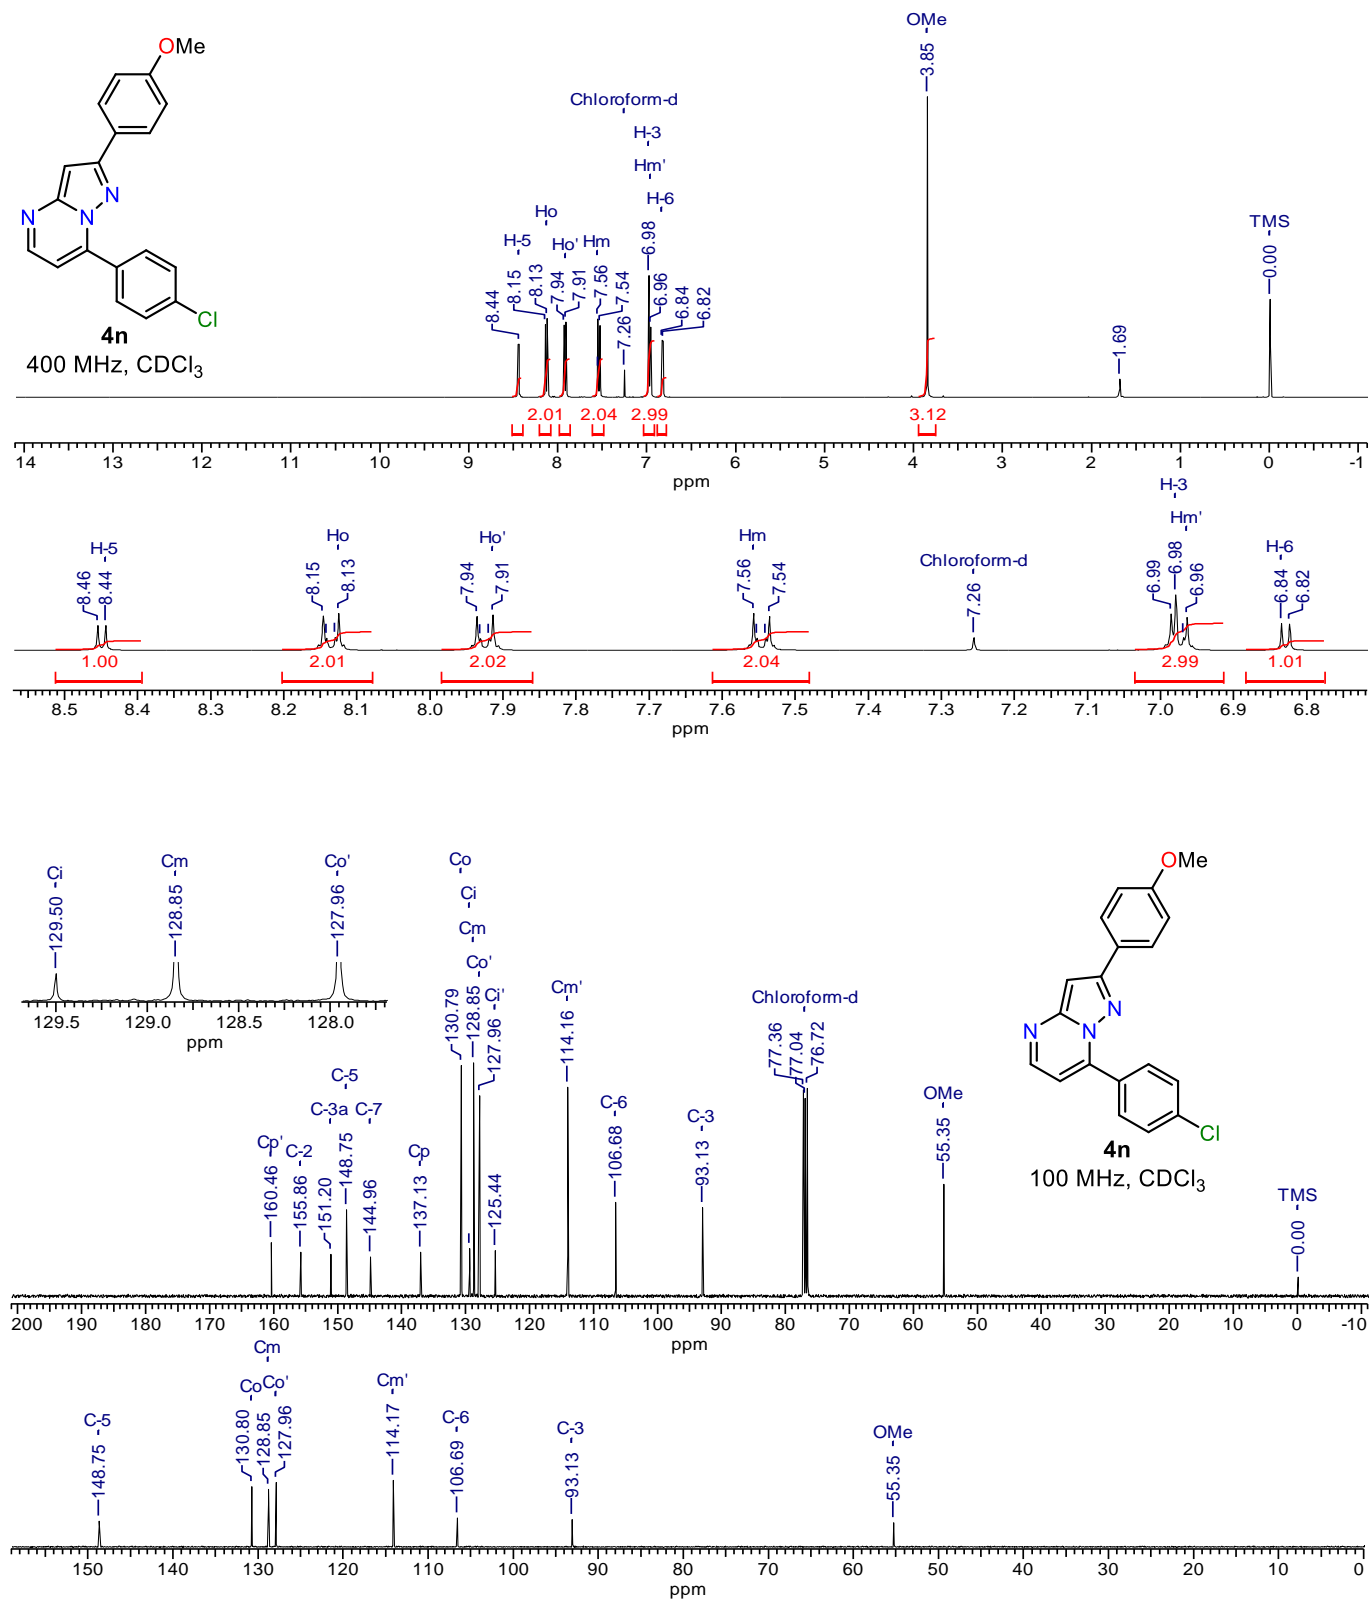 OMe
N
N
N
Cl
4n
400 MHz, CDCl3
H-5
Ho
Ho'
Hm
Chloroform-d
H-3
Hm'
H-6
OMe
TMS
8.44
8.15
8.13
7.94
7.91
7.56
7.54
7.26
6.98
6.96
6.84
6.82
3.85
1.69
0.00
2.01
2.04
2.99
3.12
14 13 12 11 10 9 8 7 6 5 4 3 2 1 0 -1
ppm
H-5
Ho
Ho'
Hm
Chloroform-d
H-3
Hm'
H-6
8.46
8.44
8.15
8.13
7.94
7.91
7.56
7.54
7.26
6.99
6.98
6.96
6.84
6.82
1.00
2.01
2.02
2.04
2.99
1.01
8.5 8.4 8.3 8.2 8.1 8.0 7.9 7.8 7.7 7.6 7.5 7.4 7.3 7.2 7.1 7.0 6.9 6.8
ppm
Ci
Cm
Co'
129.50
128.85
127.96
129.5 129.0 128.5 128.0
ppm
Co
Ci
Cm
Co'
Ci'
Cm'
Chloroform-d
C-5
C-3a
C-7
Cp'
C-2
Cp
C-6
C-3
OMe
TMS
160.46
155.86
151.20
148.75
144.96
137.13
130.79
128.85
127.96
125.44
114.16
106.68
93.13
77.36
77.04
76.72
55.35
0.00
OMe
N
N
N
Cl
4n
100 MHz, CDCl3
200 190 180 170 160 150 140 130 120 110 100 90 80 70 60 50 40 30 20 10 0 -10
ppm
C-5
Co
Cm
Co'
Cm'
C-6
C-3
OMe
148.75
130.80
128.85
127.96
114.17
106.69
93.13
55.35
150 140 130 120 110 100 90 80 70 60 50 40 30 20 10 0
ppm